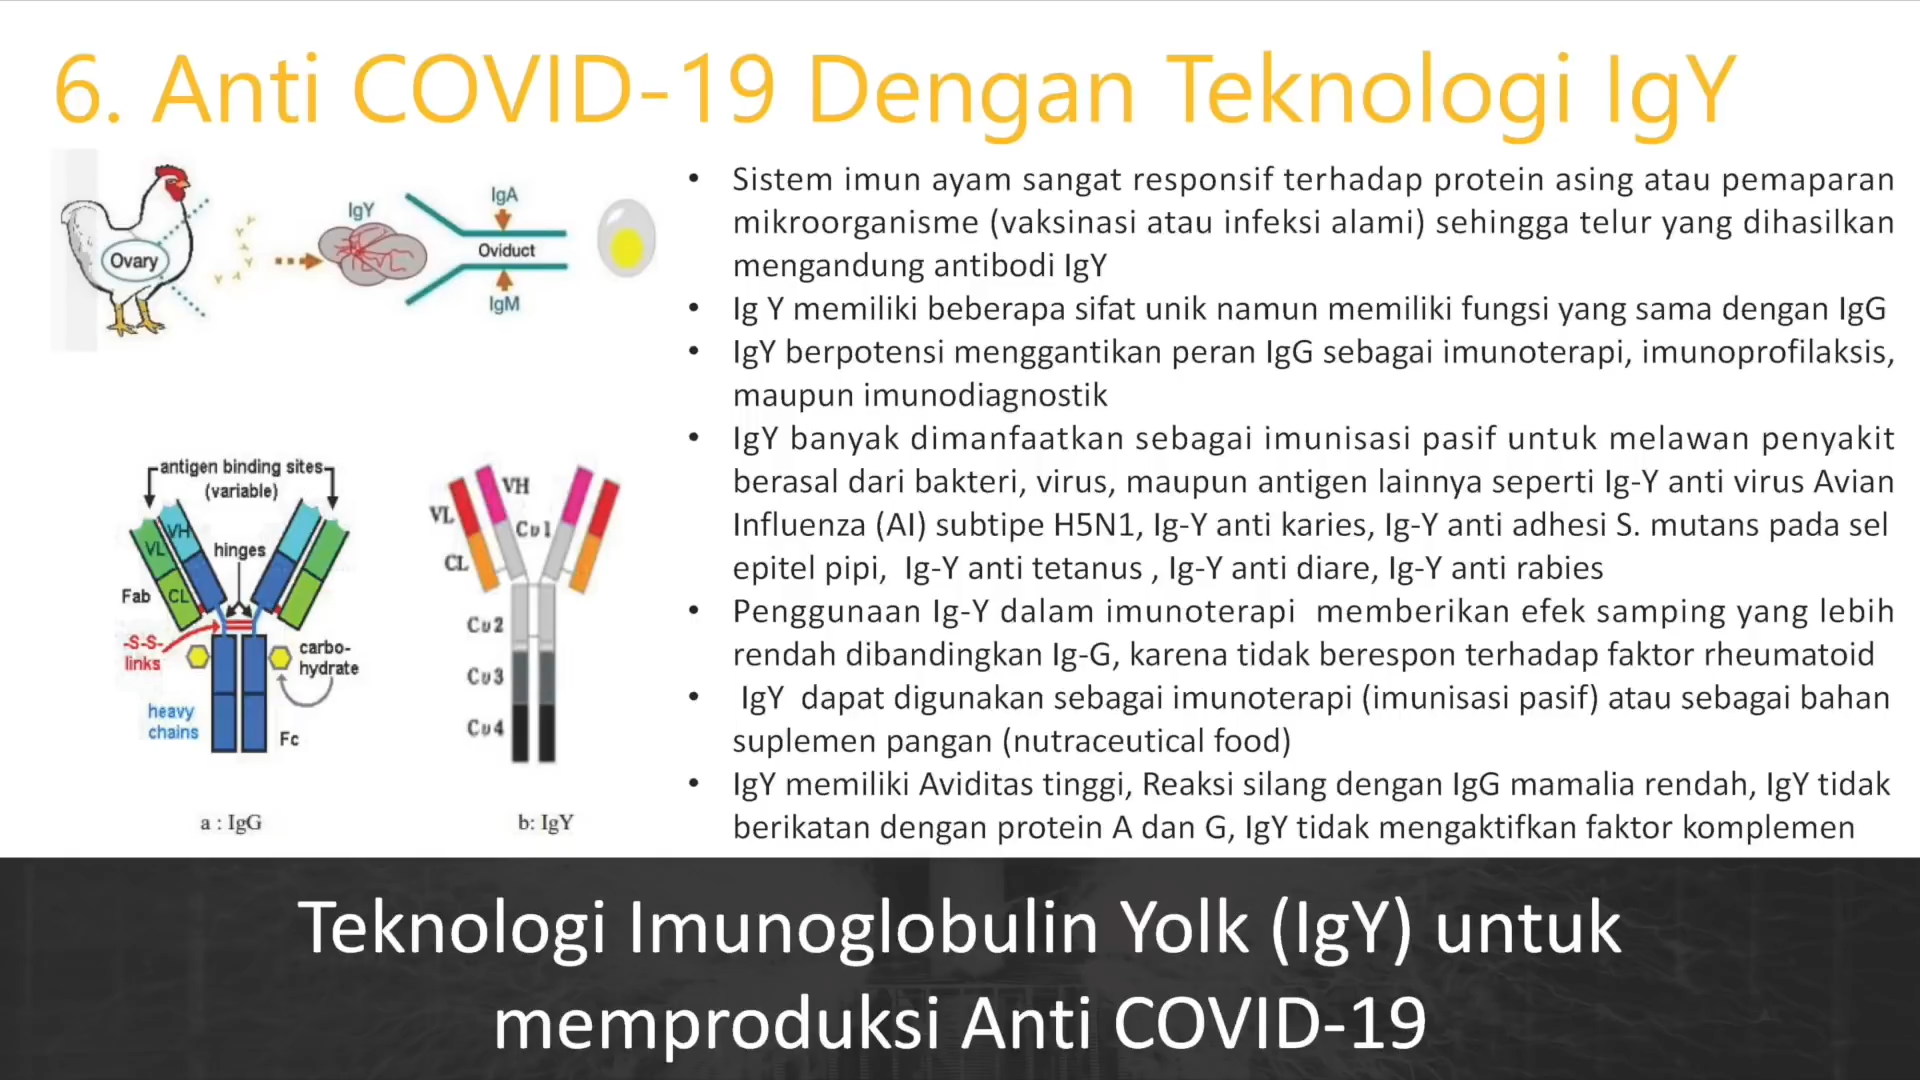 6. Anti COVID-19 Dengan Teknologi IgY
Ovary
IgY
IgA
Oviduct
IgM
antigen binding sites
(variable)
VH
VL
hinges
Fab
CL
-S-S-
links
carbo-
hydrate
heavy
chains
Fc
a : IgG
VH
VL
Cυ1
CL
Cυ2
Cυ3
Cυ4
b: IgY
• Sistem imun ayam sangat responsif terhadap protein asing atau pemaparan
mikroorganisme (vaksinasi atau infeksi alami) sehingga telur yang dihasilkan
mengandung antibodi IgY
• Ig Y memiliki beberapa sifat unik namun memiliki fungsi yang sama dengan IgG
• IgY berpotensi menggantikan peran IgG sebagai imunoterapi, imunoprofilaksis,
maupun imunodiagnostik
• IgY banyak dimanfaatkan sebagai imunisasi pasif untuk melawan penyakit
berasal dari bakteri, virus, maupun antigen lainnya seperti Ig-Y anti virus Avian
Influenza (AI) subtipe H5N1, Ig-Y anti karies, Ig-Y anti adhesi S. mutans pada sel
epitel pipi, Ig-Y anti tetanus , Ig-Y anti diare, Ig-Y anti rabies
• Penggunaan Ig-Y dalam imunoterapi memberikan efek samping yang lebih
rendah dibandingkan Ig-G, karena tidak berespon terhadap faktor rheumatoid
• IgY dapat digunakan sebagai imunoterapi (imunisasi pasif) atau sebagai bahan
suplemen pangan (nutraceutical food)
• IgY memiliki Aviditas tinggi, Reaksi silang dengan IgG mamalia rendah, IgY tidak
berikatan dengan protein A dan G, IgY tidak mengaktifkan faktor komplemen
Teknologi Imunoglobulin Yolk (IgY) untuk
memproduksi Anti COVID-19